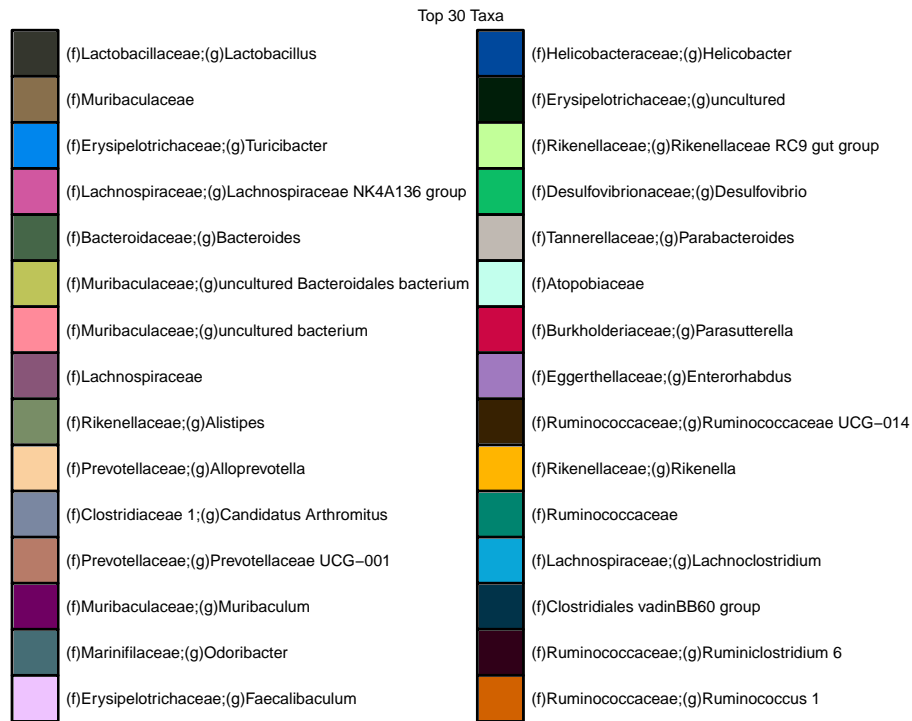 Top 30 Taxa
(f)Lactobacillaceae;(g)Lactobacillus
(f)Muribaculaceae
(f)Erysipelotrichaceae;(g)Turicibacter
(f)Lachnospiraceae;(g)Lachnospiraceae NK4A136 group
(f)Bacteroidaceae;(g)Bacteroides
(f)Muribaculaceae;(g)uncultured Bacteroidales bacterium
(f)Muribaculaceae;(g)uncultured bacterium
(f)Lachnospiraceae
(f)Rikenellaceae;(g)Alistipes
(f)Prevotellaceae;(g)Alloprevotella
(f)Clostridiaceae 1;(g)Candidatus Arthromitus
(f)Prevotellaceae;(g)Prevotellaceae UCG−001
(f)Muribaculaceae;(g)Muribaculum
(f)Marinifilaceae;(g)Odoribacter
(f)Erysipelotrichaceae;(g)Faecalibaculum
(f)Helicobacteraceae;(g)Helicobacter
(f)Erysipelotrichaceae;(g)uncultured
(f)Rikenellaceae;(g)Rikenellaceae RC9 gut group
(f)Desulfovibrionaceae;(g)Desulfovibrio
(f)Tannerellaceae;(g)Parabacteroides
(f)Atopobiaceae
(f)Burkholderiaceae;(g)Parasutterella
(f)Eggerthellaceae;(g)Enterorhabdus
(f)Ruminococcaceae;(g)Ruminococcaceae UCG−014
(f)Rikenellaceae;(g)Rikenella
(f)Ruminococcaceae
(f)Lachnospiraceae;(g)Lachnoclostridium
(f)Clostridiales vadinBB60 group
(f)Ruminococcaceae;(g)Ruminiclostridium 6
(f)Ruminococcaceae;(g)Ruminococcus 1